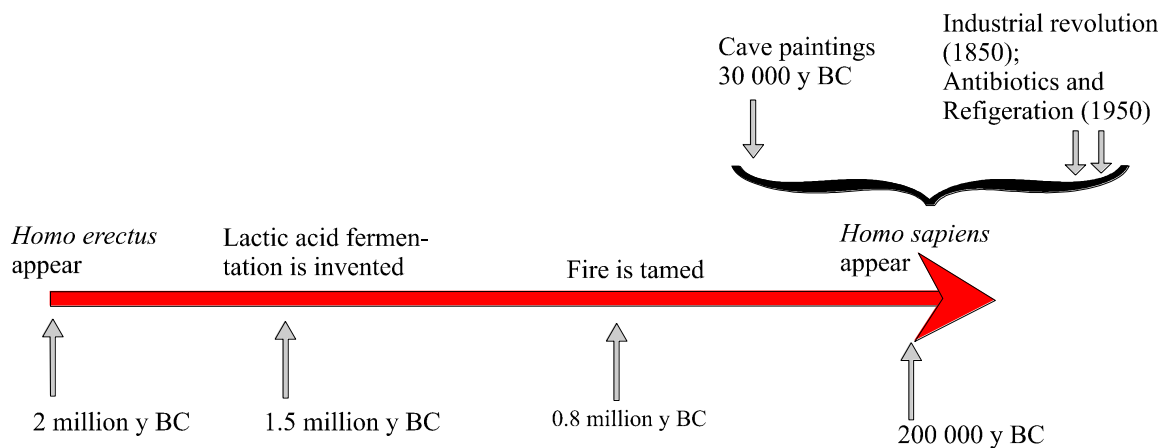 Cave paintings
30 000 y BC
Industrial revolution
(1850);
Antibiotics and
Refigeration (1950)
Homo erectus
appear
Lactic acid fermen-
tation is invented
Fire is tamed
Homo sapiens
appear
2 million y BC
1.5 million y BC
0.8 million y BC
200 000 y BC